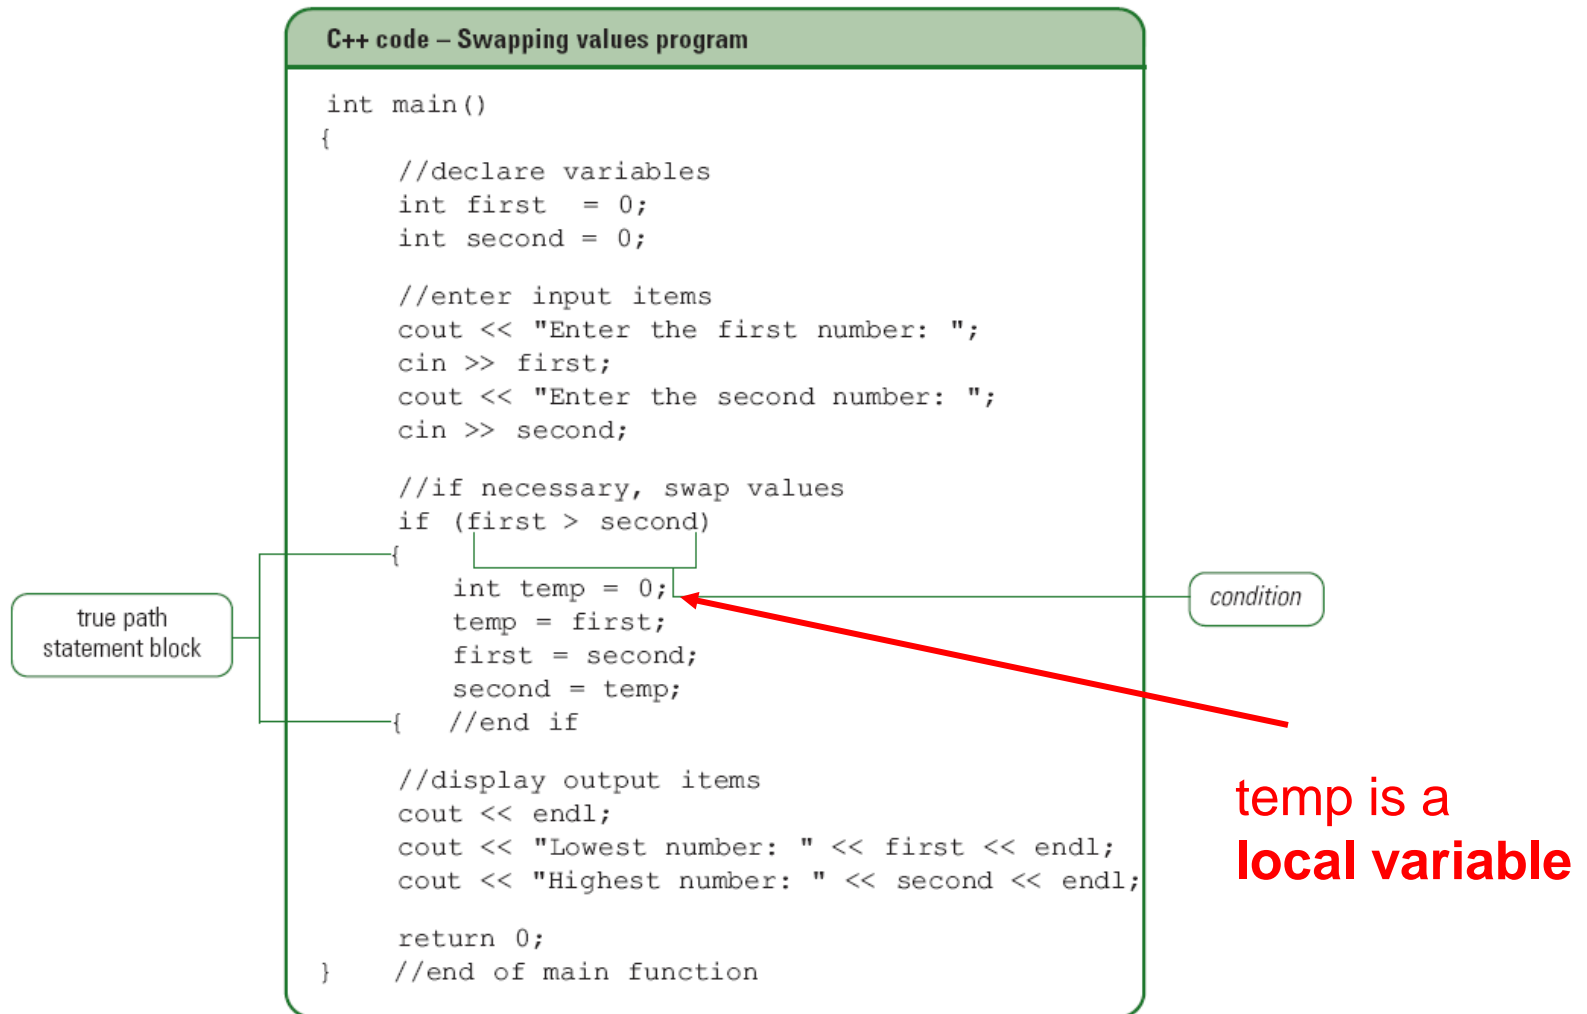 C++ code – Swapping values program
int main()
{
//declare variables
int first  = 0;
int second = 0;
//enter input items
cout << "Enter the first number: ";
cin >> first;
cout << "Enter the second number: ";
cin >> second;
//if necessary, swap values
if (first > second)
{
int temp = 0;
temp = first;
first = second;
second = temp;
{ //end if
//display output items
cout << endl;
cout << "Lowest number: " << first << endl;
cout << "Highest number: " << second << endl;
return 0;
} //end of main function
true path
statement block
condition
temp is a
local variable